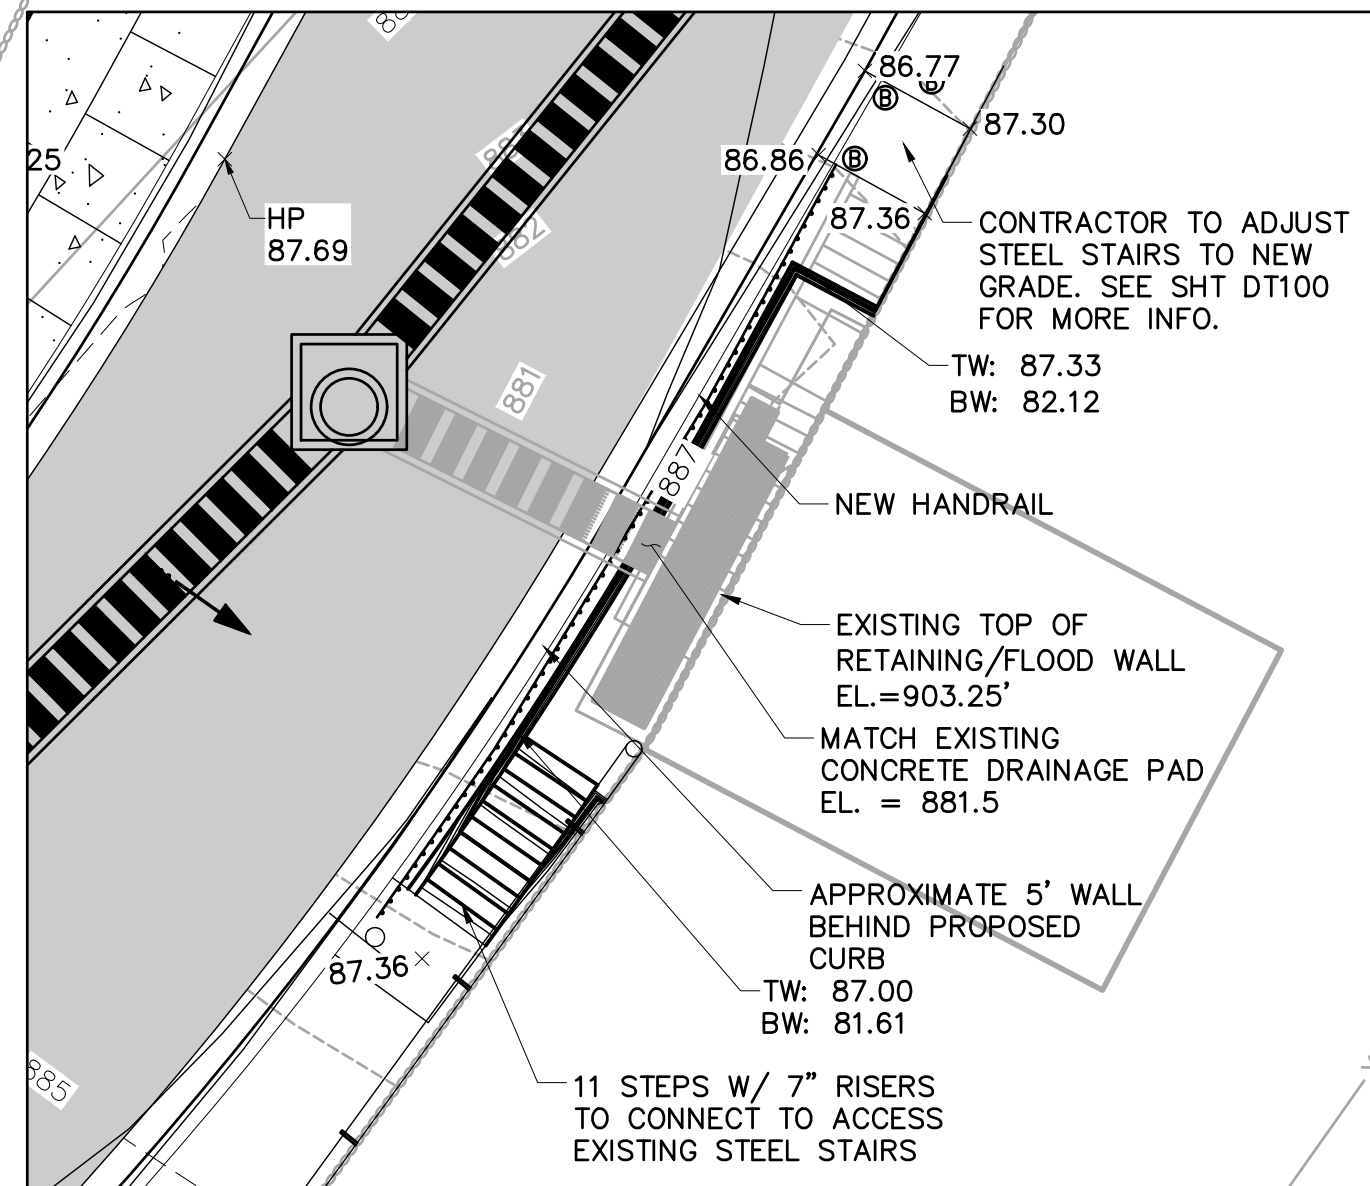 86.77
B
B
87.30
86.86
B
25
87.36
HP
87.69
CONTRACTOR TO ADJUST
STEEL STAIRS TO NEW
GRADE. SEE SHT DT100
FOR MORE INFO.
882
TW: 87.33
BW: 82.12
881
887
NEW HANDRAIL
EXISTING TOP OF
RETAINING/FLOOD WALL
EL.=903.25'
MATCH EXISTING
CONCRETE DRAINAGE PAD
EL. = 881.5
APPROXIMATE 5' WALL
BEHIND PROPOSED
CURB
87.36
TW: 87.00
BW: 81.61
885
11 STEPS W/ 7" RISERS
TO CONNECT TO ACCESS
EXISTING STEEL STAIRS